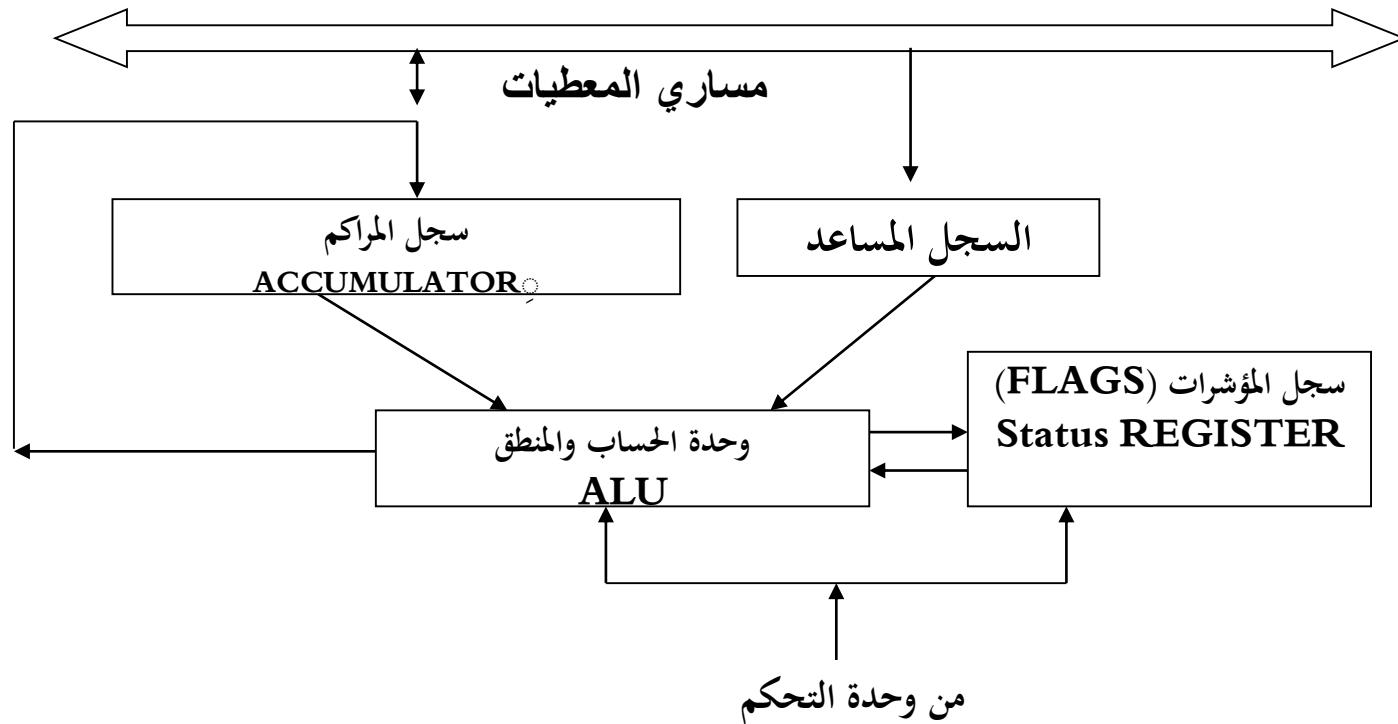 مساري المعطيات
سجل المراكم
ACCUMULATORِ
السجل المساعد
سجل المؤشرات (FLAGS)
Status REGISTER
وحدة الحساب والمنطق
ALU
من وحدة التحكم